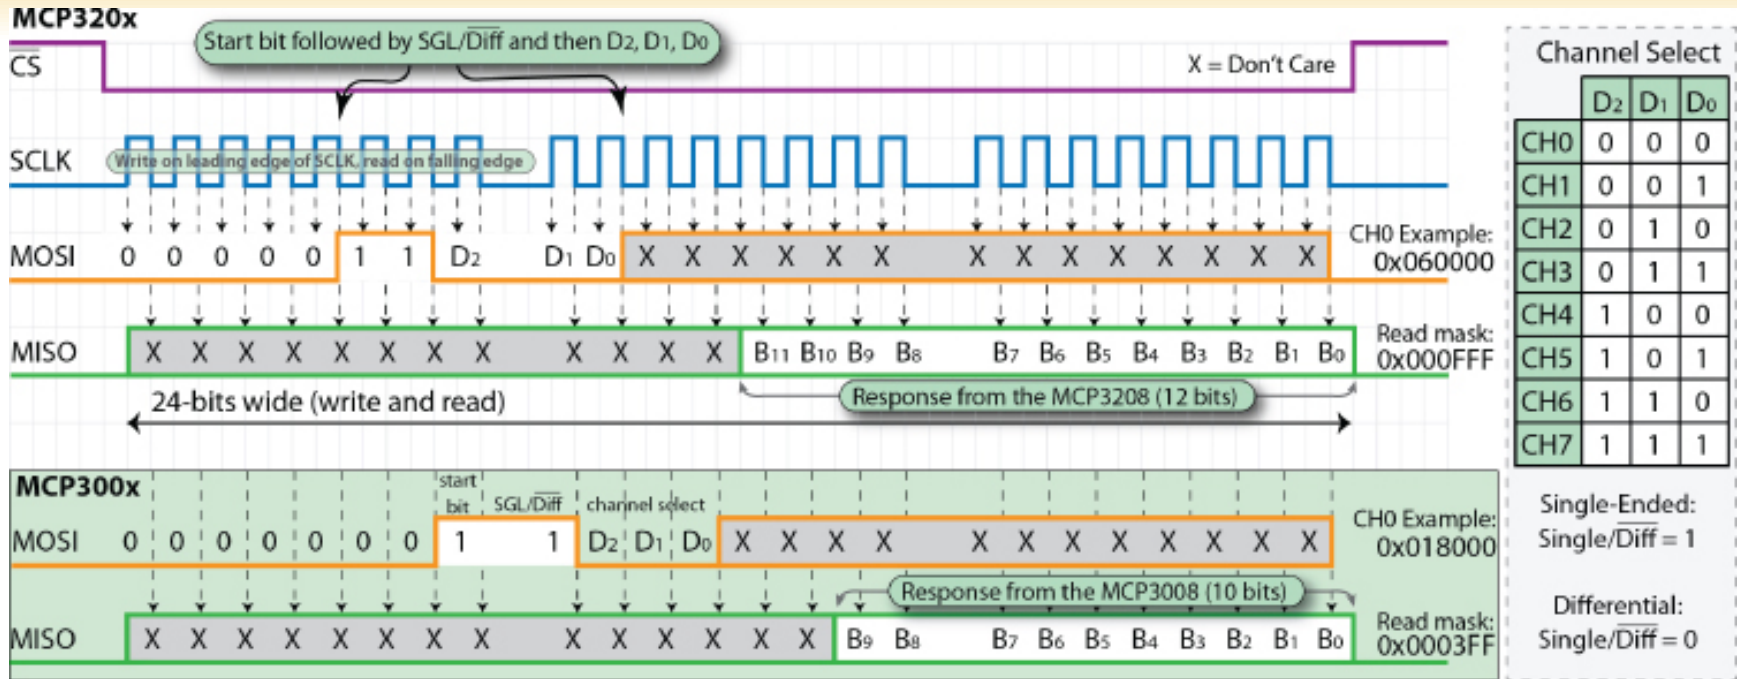 MCP320x
Start bit followed by SGL/Diff and then D2, D1, D0
CS
X = Don't Care
SCLK
Write on leading edge of SCLK, read on falling edge
MOSI 0 0 0 0 0 1 1 D2 D1 D0 X X X X X X X X X X X X X X
CH0 Example:
0x060000
MISO X X X X X X X X X X X X B11 B10 B9 B8 B7 B6 B5 B4 B3 B2 B1 B0
Read mask:
0x000FFF
Response from the MCP3208 (12 bits)
24-bits wide (write and read)
MCP300x
start
bit
SGL/Diff
channel select
MOSI 0 0 0 0 0 0 0 1 1 D2 D1 D0 X X X X X X X X X X X X
CH0 Example:
0x018000
Response from the MCP3008 (10 bits)
MISO X X X X X X X X X X X X X X B9 B8 B7 B6 B5 B4 B3 B2 B1 B0
Read mask:
0x0003FF
Channel Select
D2 D1 D0
CH0 0 0 0
CH1 0 0 1
CH2 0 1 0
CH3 0 1 1
CH4 1 0 0
CH5 1 0 1
CH6 1 1 0
CH7 1 1 1
Single-Ended:
Single/Diff = 1
Differential:
Single/Diff = 0